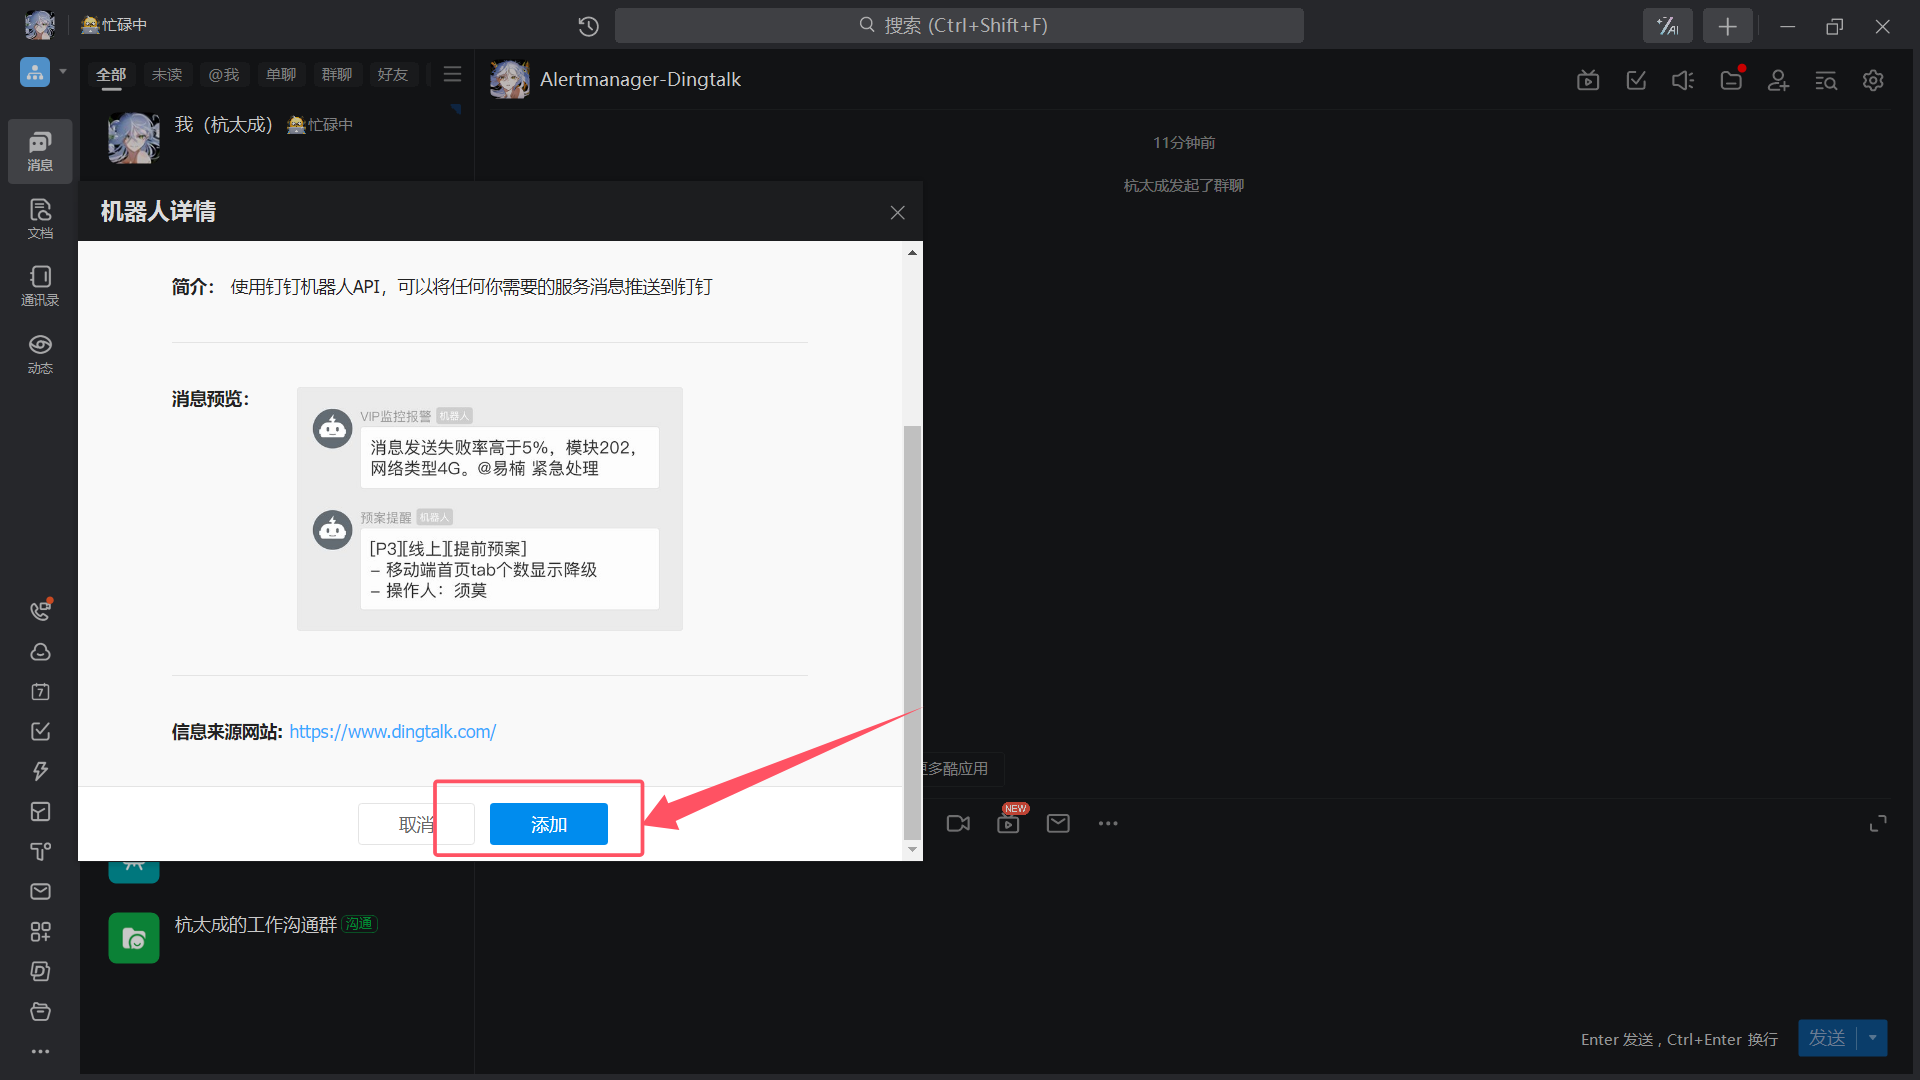 忙碌中
搜索 (Ctrl+Shift+F)
全部 未读 @我 单聊 群聊 好友
Alertmanager-Dingtalk
我（杭太成） 忙碌中
消息
文档
通讯录
动态
7
11分钟前
杭太成发起了群聊
机器人详情
简介： 使用钉钉机器人API，可以将任何你需要的服务消息推送到钉钉
消息预览：
VIP监控报警 机器人
消息发送失败率高于5%，模块202，
网络类型4G。@易楠 紧急处理
预案提醒 机器人
[P3][线上][提前预案]
– 移动端首页tab个数显示降级
– 操作人：须莫
信息来源网站: https://www.dingtalk.com/
取消 添加
更多酷应用
NEW
杭太成的工作沟通群 沟通
Enter 发送 , Ctrl+Enter 换行
发送